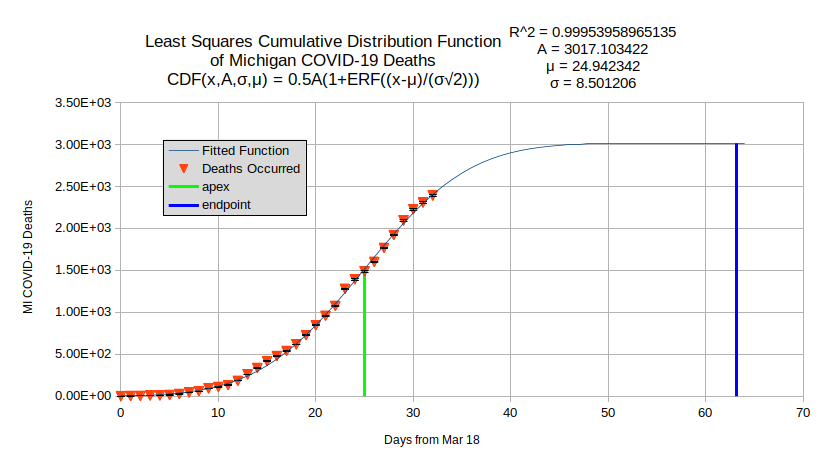 Least Squares Cumulative Distribution Function
of Michigan COVID-19 Deaths
CDF(x,A,σ,μ) = 0.5A(1+ERF((x-μ)/(σ√2)))
R^2 = 0.99953958965135
A = 3017.103422
μ = 24.942342
σ = 8.501206
3.50E+03
3.00E+03
2.50E+03
2.00E+03
1.50E+03
1.00E+03
5.00E+02
0.00E+00
MI COVID-19 Deaths
Fitted Function
Deaths Occurred
apex
endpoint
0 10 20 30 40 50 60 70
Days from Mar 18